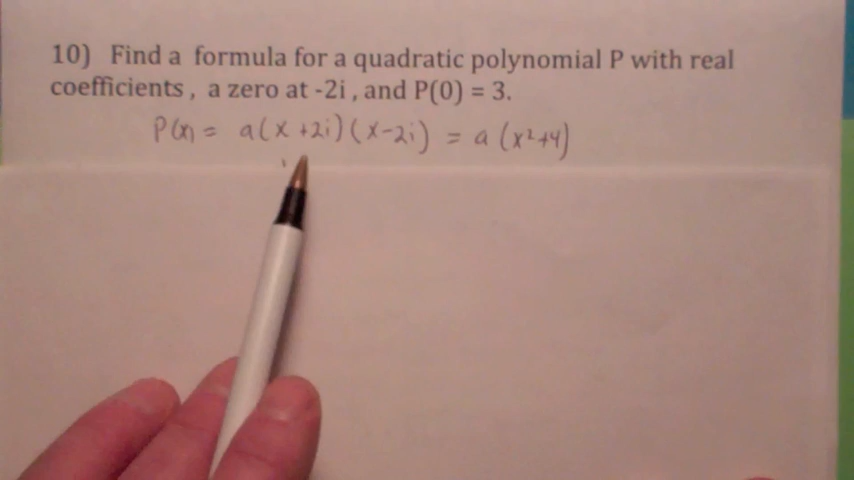 10) Find a formula for a quadratic polynomial P with real
coefficients , a zero at -2i , and P(0) = 3.
P(x) = a(x +2i)(x-2i) = a (x²+4)